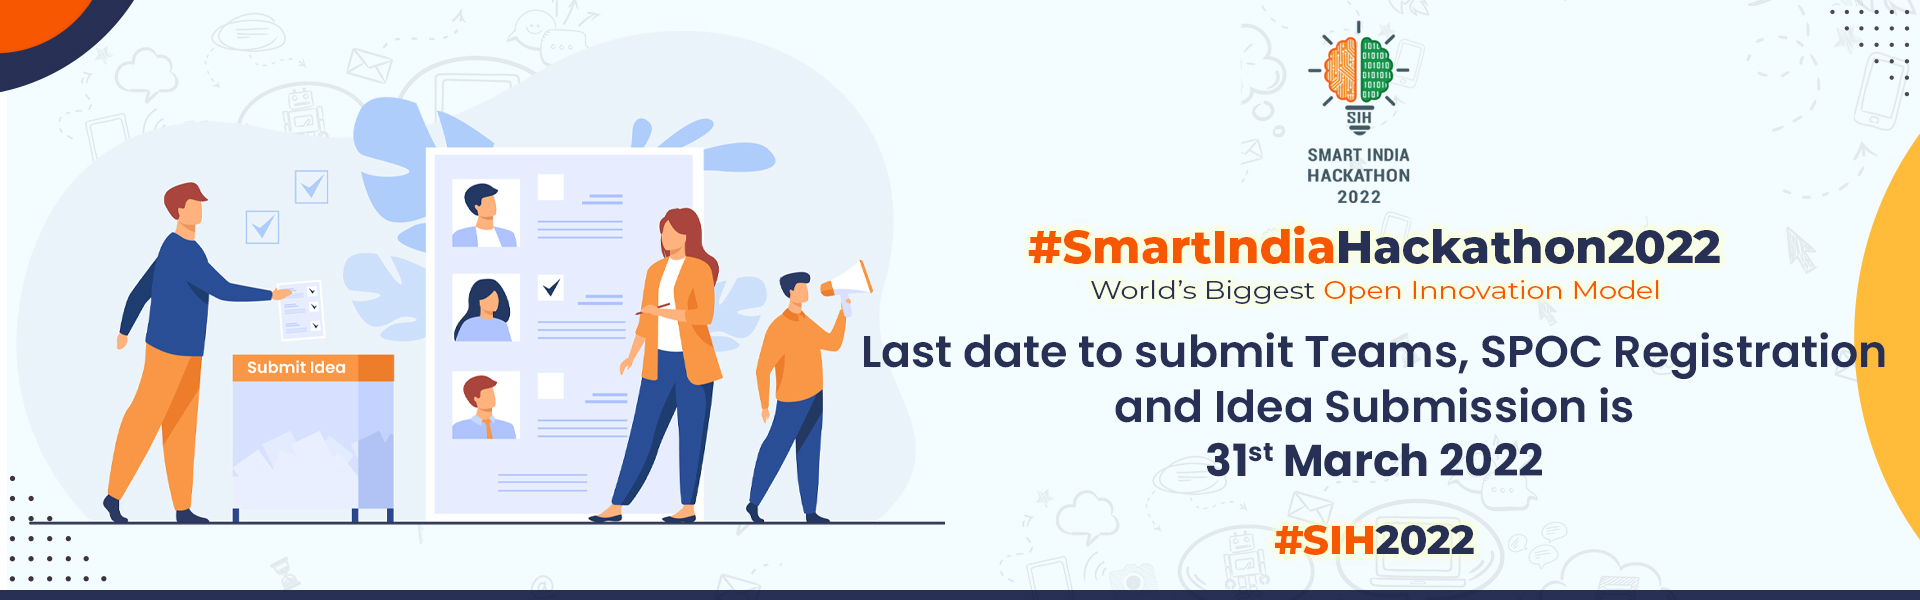 SIH
SMART INDIA
HACKATHON
2022
#SmartIndiaHackathon2022
World's Biggest Open Innovation Model
Last date to submit Teams, SPOC Registration
and Idea Submission is
31st March 2022
#SIH2022
Submit Idea